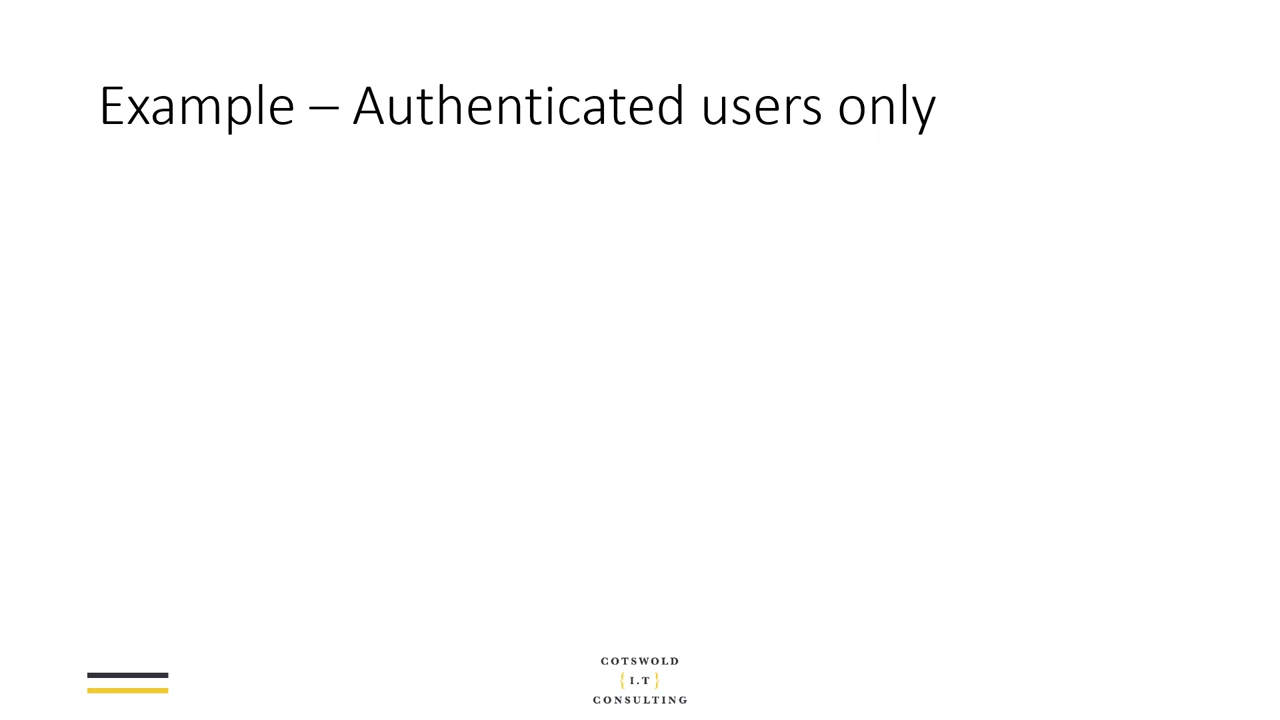 Example – Authenticated users only
COTSWOLD
{ I.T }
CONSULTING